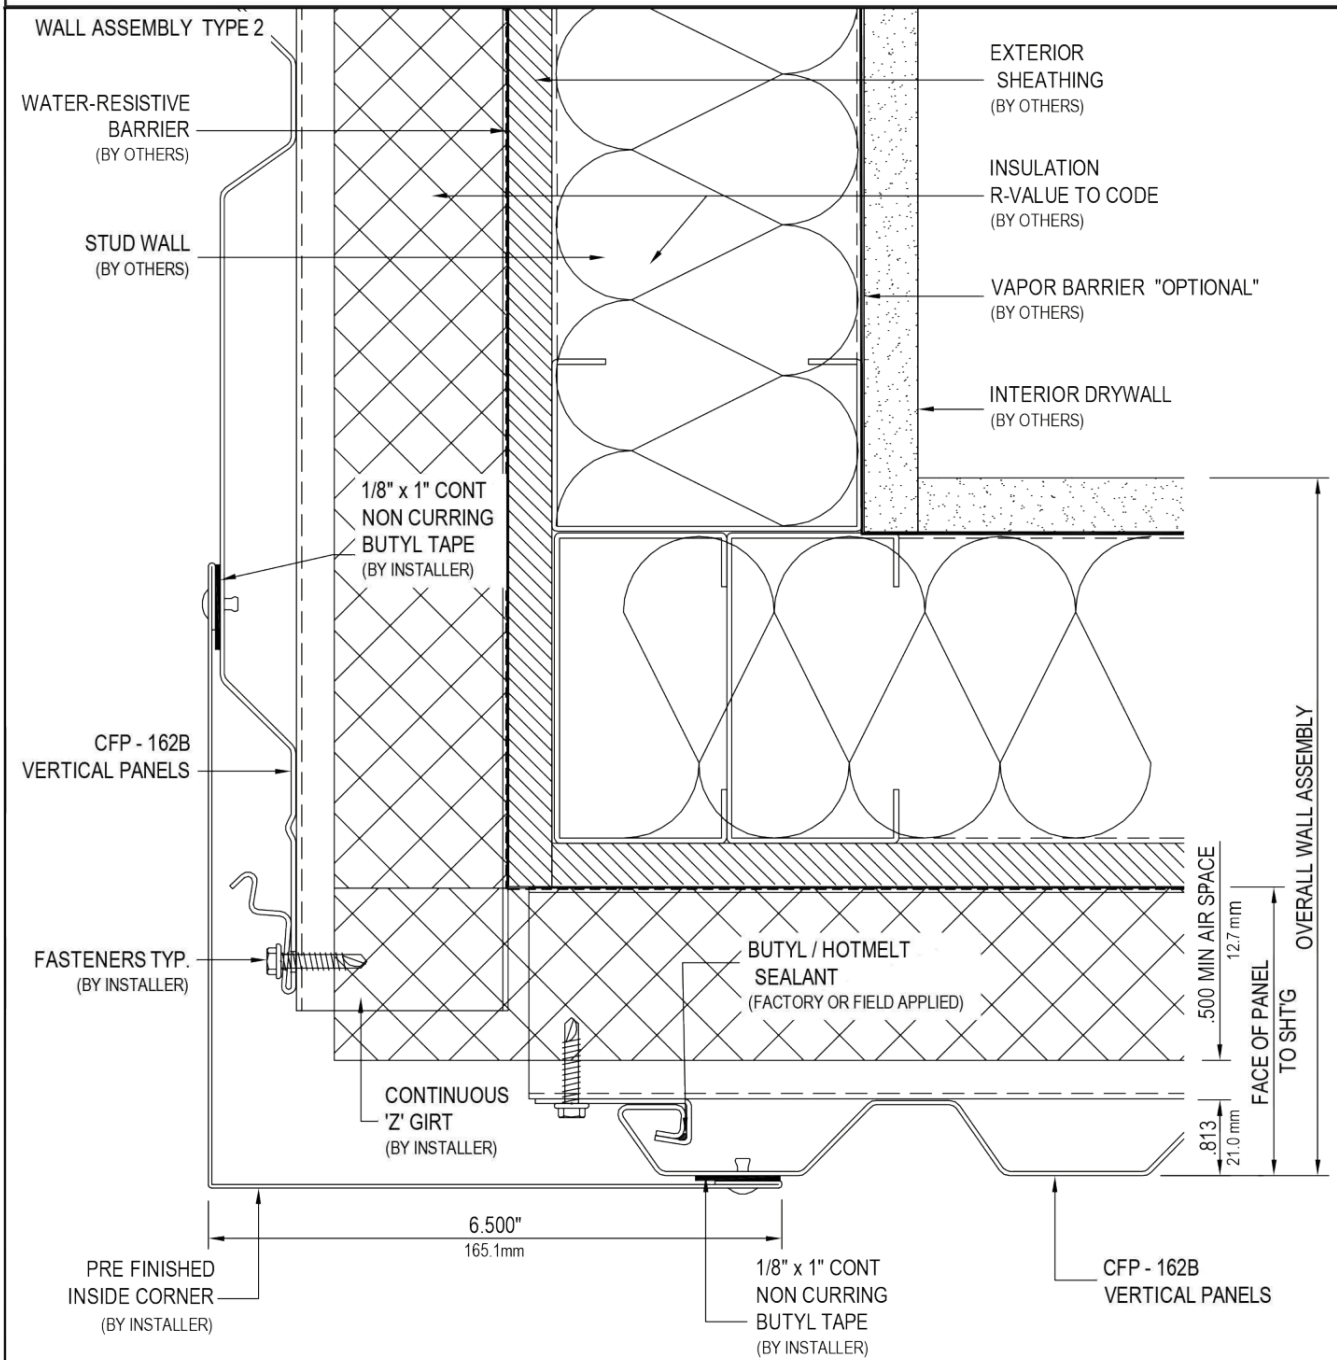 WALL ASSEMBLY TYPE 2
WATER-RESISTIVE
BARRIER
(BY OTHERS)
STUD WALL
(BY OTHERS)
EXTERIOR
SHEATHING
(BY OTHERS)
INSULATION
R-VALUE TO CODE
(BY OTHERS)
VAPOR BARRIER "OPTIONAL"
(BY OTHERS)
INTERIOR DRYWALL
(BY OTHERS)
1/8" x 1" CONT
NON CURRING
BUTYL TAPE
(BY INSTALLER)
CFP - 162B
VERTICAL PANELS
FASTENERS TYP.
(BY INSTALLER)
BUTYL / HOTMELT
SEALANT
(FACTORY OR FIELD APPLIED)
CONTINUOUS
'Z' GIRT
(BY INSTALLER)
.500 MIN AIR SPACE
12.7 mm
.813
21.0 mm
FACE OF PANEL
TO SHT'G
OVERALL WALL ASSEMBLY
6.500"
165.1mm
PRE FINISHED
INSIDE CORNER
(BY INSTALLER)
1/8" x 1" CONT
NON CURRING
BUTYL TAPE
(BY INSTALLER)
CFP - 162B
VERTICAL PANELS